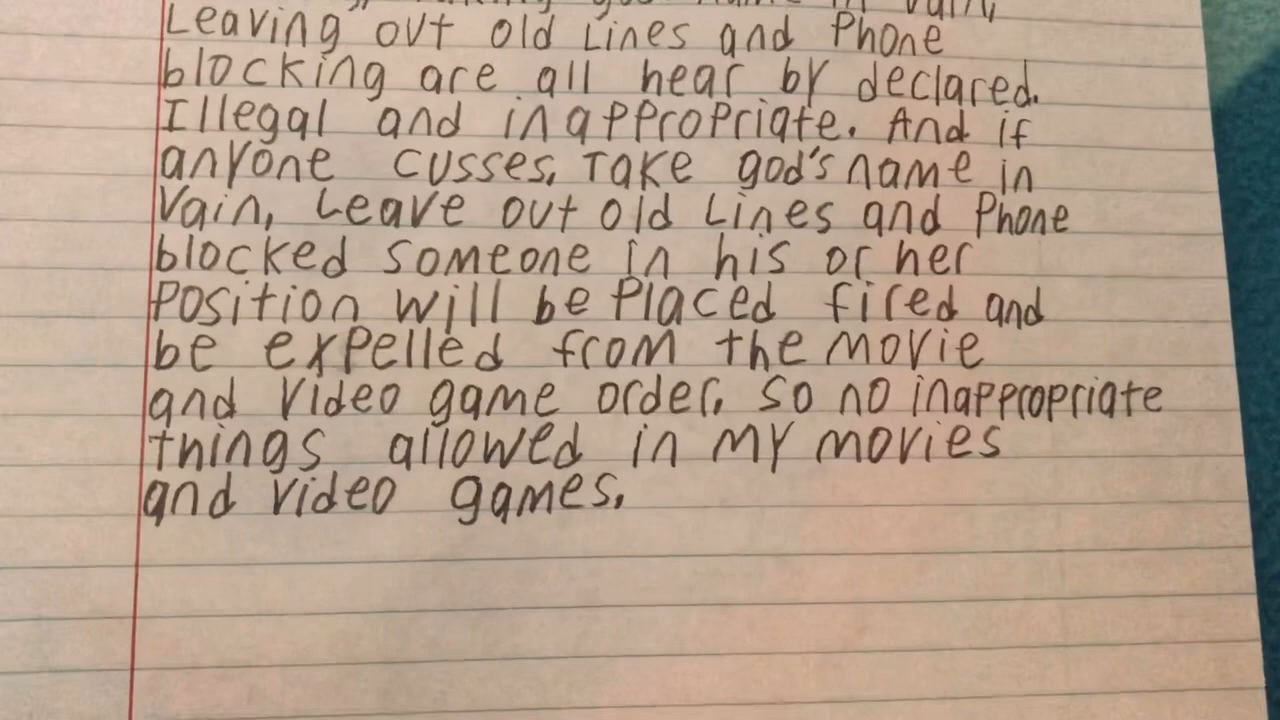 name in vain,
Leaving out old Lines and Phone
blocking are all hear by declared.
Illegal and inappropriate. And if
anyone cusses, Take god's name in
Vain, Leave out old Lines and Phone
blocked someone in his or her
Position will be Placed fired and
be expelled from the movie
and video game order. So no inappropriate
things allowed in my movies
and video games.